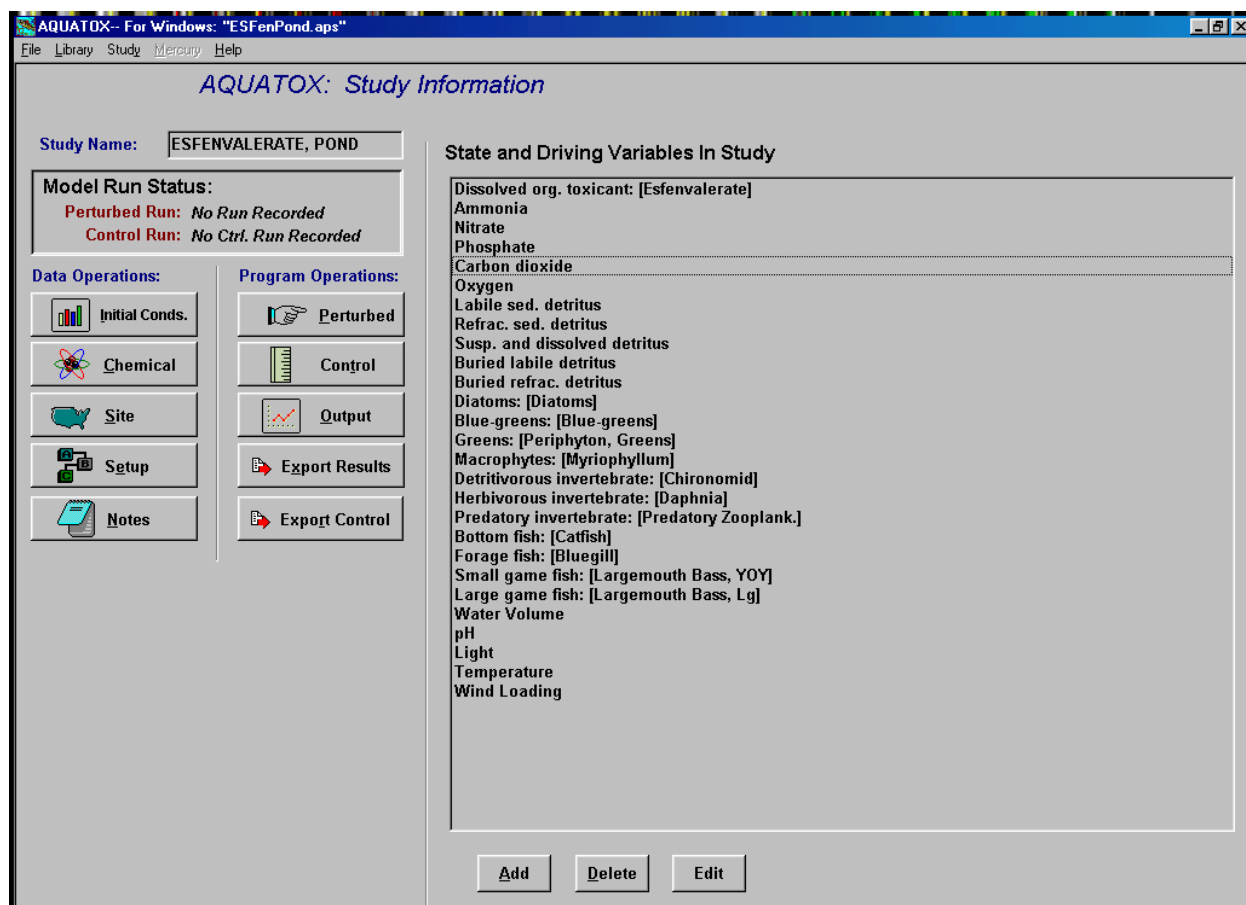 AQUATOX-- For Windows: "ESFenPond.aps"
File Library Study Mercury Help
AQUATOX: Study Information
Study Name: ESFENVALERATE, POND
Model Run Status:
Perturbed Run: No Run Recorded
Control Run: No Ctrl. Run Recorded
Data Operations:
Initial Conds.
Chemical
Site
Setup
Notes
Program Operations:
Perturbed
Control
Output
Export Results
Export Control
State and Driving Variables In Study
Dissolved org. toxicant: [Esfenvalerate]
Ammonia
Nitrate
Phosphate
Carbon dioxide
Oxygen
Labile sed. detritus
Refrac. sed. detritus
Susp. and dissolved detritus
Buried labile detritus
Buried refrac. detritus
Diatoms: [Diatoms]
Blue-greens: [Blue-greens]
Greens: [Periphyton, Greens]
Macrophytes: [Myriophyllum]
Detritivorous invertebrate: [Chironomid]
Herbivorous invertebrate: [Daphnia]
Predatory invertebrate: [Predatory Zooplank.]
Bottom fish: [Catfish]
Forage fish: [Bluegill]
Small game fish: [Largemouth Bass, YOY]
Large game fish: [Largemouth Bass, Lg]
Water Volume
pH
Light
Temperature
Wind Loading
Add Delete Edit